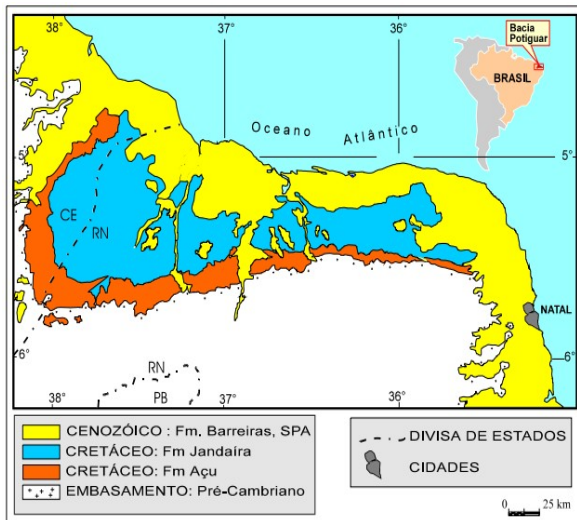 38°
37°
36°
Bacia
Potiguar
BRASIL
Oceano Atlântico
5°
5°
CE
RN
NATAL
6°
6°
RN
PB
38°
37°
36°
CENOZÓICO : Fm. Barreiras, SPA
CRETÁCEO: Fm Jandaíra
CRETÁCEO: Fm Açu
EMBASAMENTO: Pré-Cambriano
DIVISA DE ESTADOS
CIDADES
0 25 km